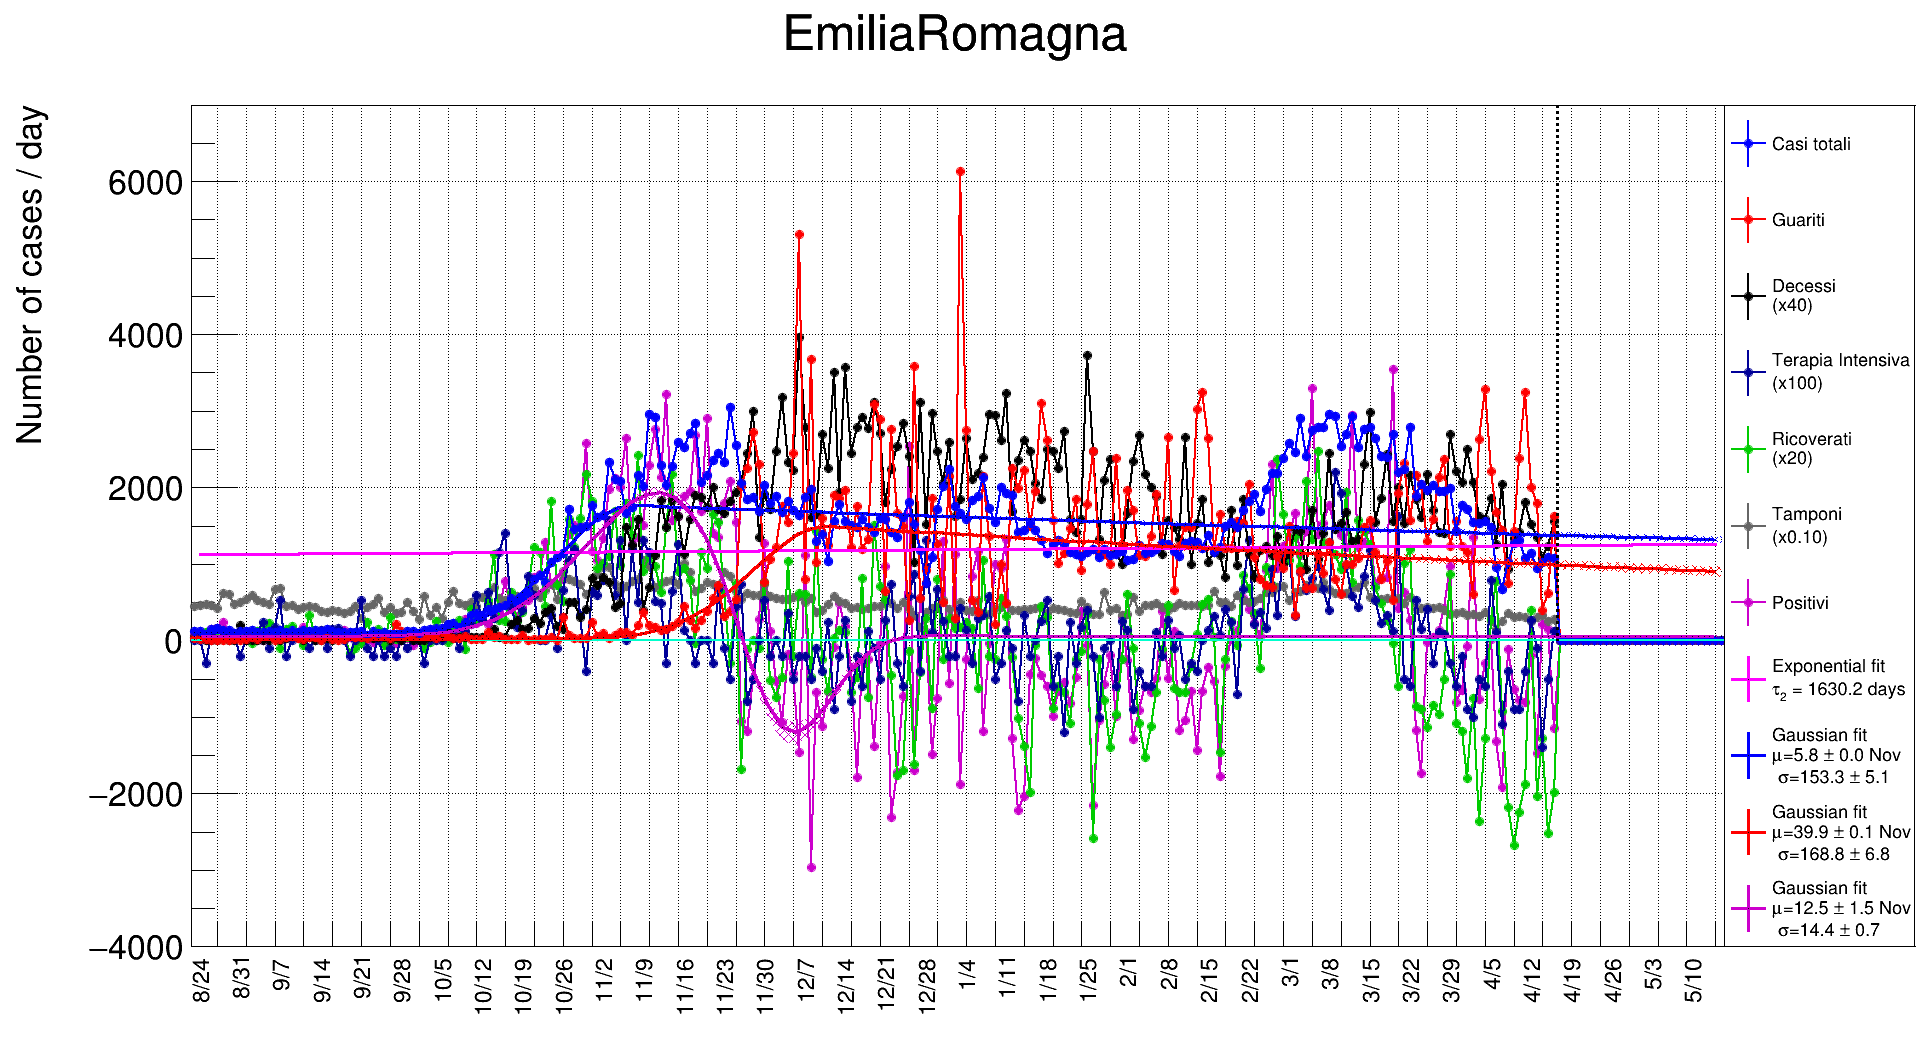 EmiliaRomagna
Number of cases / day
6000
4000
2000
0
−2000
−4000
8/24
8/31
9/7
9/14
9/21
9/28
10/5
10/12
10/19
10/26
11/2
11/9
11/16
11/23
11/30
12/7
12/14
12/21
12/28
1/4
1/11
1/18
1/25
2/1
2/8
2/15
2/22
3/1
3/8
3/15
3/22
3/29
4/5
4/12
4/19
4/26
5/3
5/10
Casi totali
Guariti
Decessi
(x40)
Terapia Intensiva
(x100)
Ricoverati
(x20)
Tamponi
(x0.10)
Positivi
Exponential fit
τ₂ = 1630.2 days
Gaussian fit
μ=5.8 ± 0.0 Nov
σ=153.3 ± 5.1
Gaussian fit
μ=39.9 ± 0.1 Nov
σ=168.8 ± 6.8
Gaussian fit
μ=12.5 ± 1.5 Nov
σ=14.4 ± 0.7